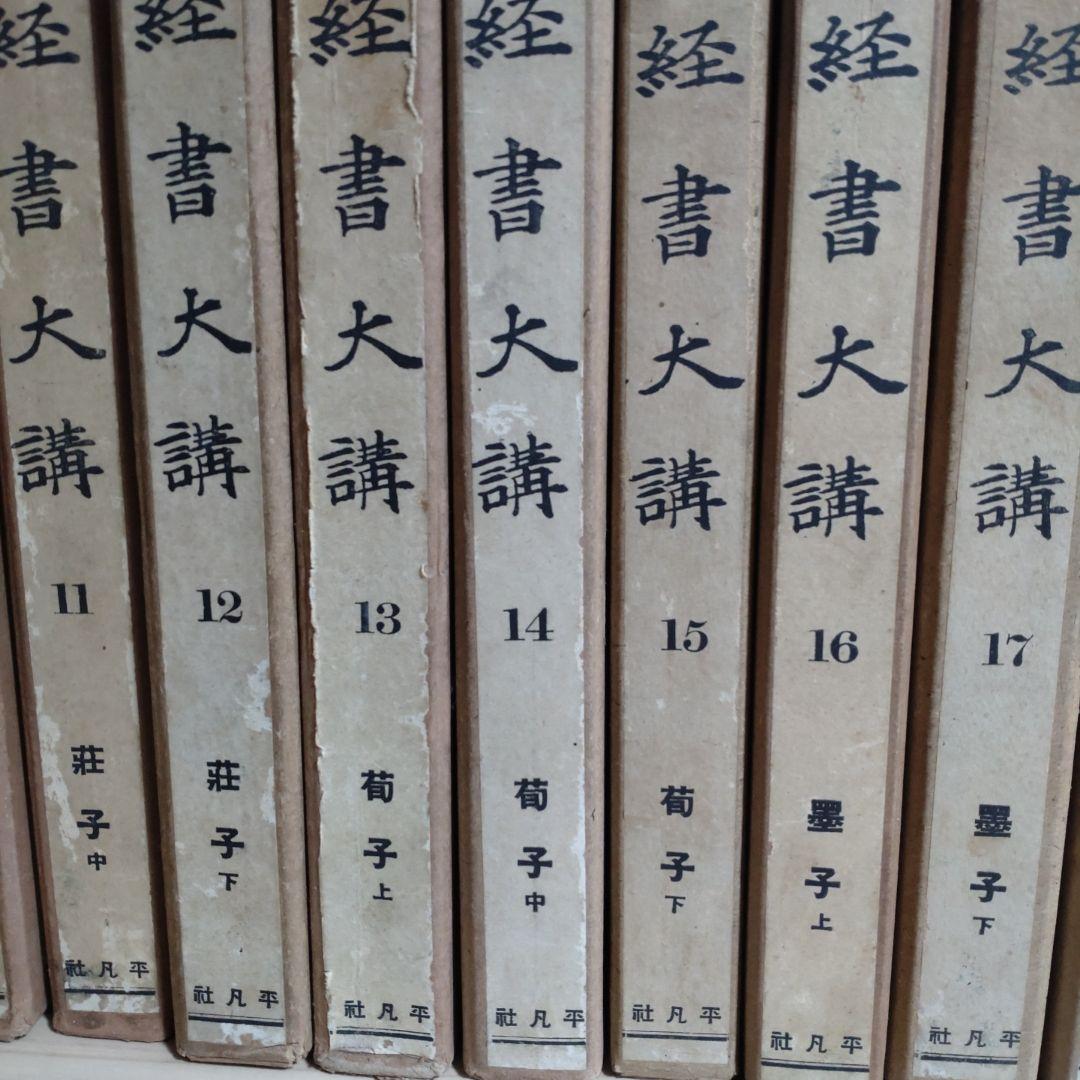 経書大講
11
莊子中
社凡平
経書大講
12
莊子下
社凡平
経書大講
13
荀子上
社凡平
経書大講
14
荀子中
社凡平
経書大講
15
荀子下
社凡平
経書大講
16
墨子上
社凡平
経書大講
17
墨子下
社凡平